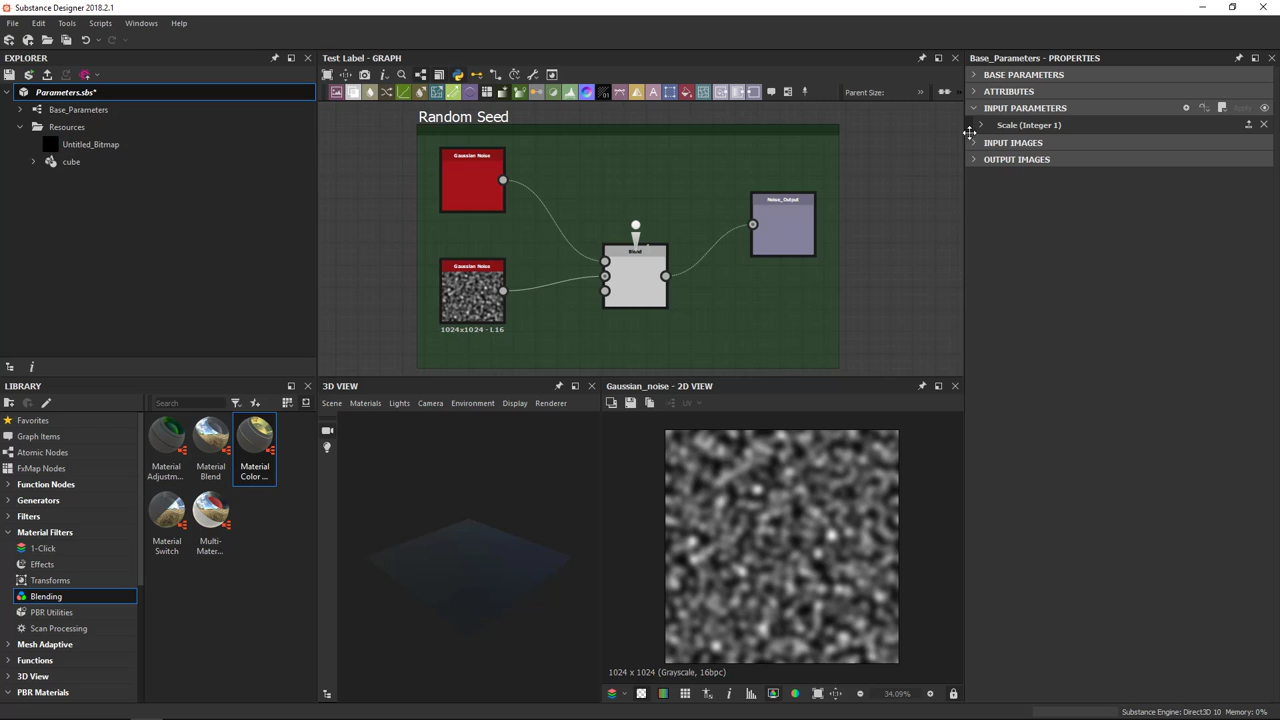 Substance Designer 2018.2.1
File Edit Tools Scripts Windows Help
EXPLORER
Parameters.sbs*
Base_Parameters
Resources
Untitled_Bitmap
cube
Test Label - GRAPH
Parent Size:
Random Seed
Gaussian Noise
Gaussian Noise
1024x1024 - L16
Blend
Noise_Output
Base_Parameters - PROPERTIES
BASE PARAMETERS
ATTRIBUTES
INPUT PARAMETERS
Apply
Scale (Integer 1)
INPUT IMAGES
OUTPUT IMAGES
LIBRARY
Search
Favorites
Graph Items
Atomic Nodes
FxMap Nodes
Function Nodes
Generators
Filters
Material Filters
1-Click
Effects
Transforms
Blending
PBR Utilities
Scan Processing
Mesh Adaptive
Functions
3D View
PBR Materials
Material Adjustm...
Material Blend
Material Color ...
Material Switch
Multi-Mater...
3D VIEW
Scene Materials Lights Camera Environment Display Renderer
Gaussian_noise - 2D VIEW
UV
1024 x 1024 (Grayscale, 16bpc)
34.09%
Substance Engine: Direct3D 10 Memory: 0%